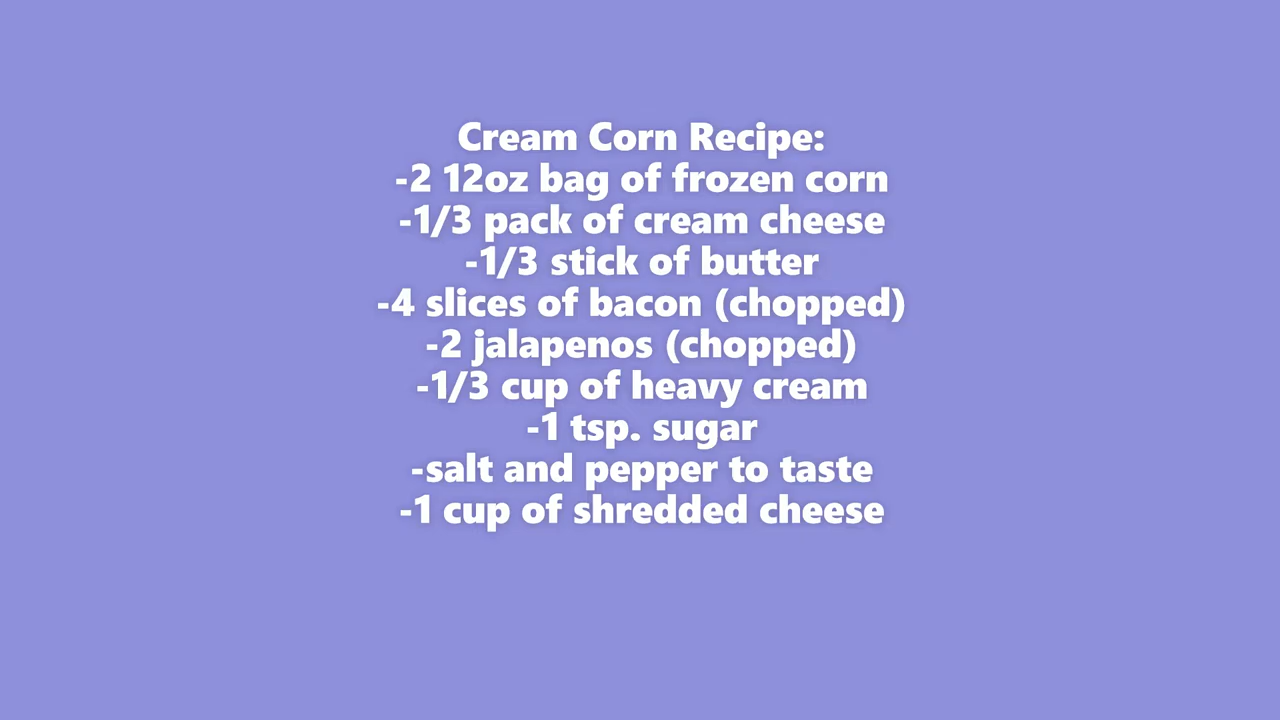 Cream Corn Recipe:
-2 12oz bag of frozen corn
-1/3 pack of cream cheese
-1/3 stick of butter
-4 slices of bacon (chopped)
-2 jalapenos (chopped)
-1/3 cup of heavy cream
-1 tsp. sugar
-salt and pepper to taste
-1 cup of shredded cheese